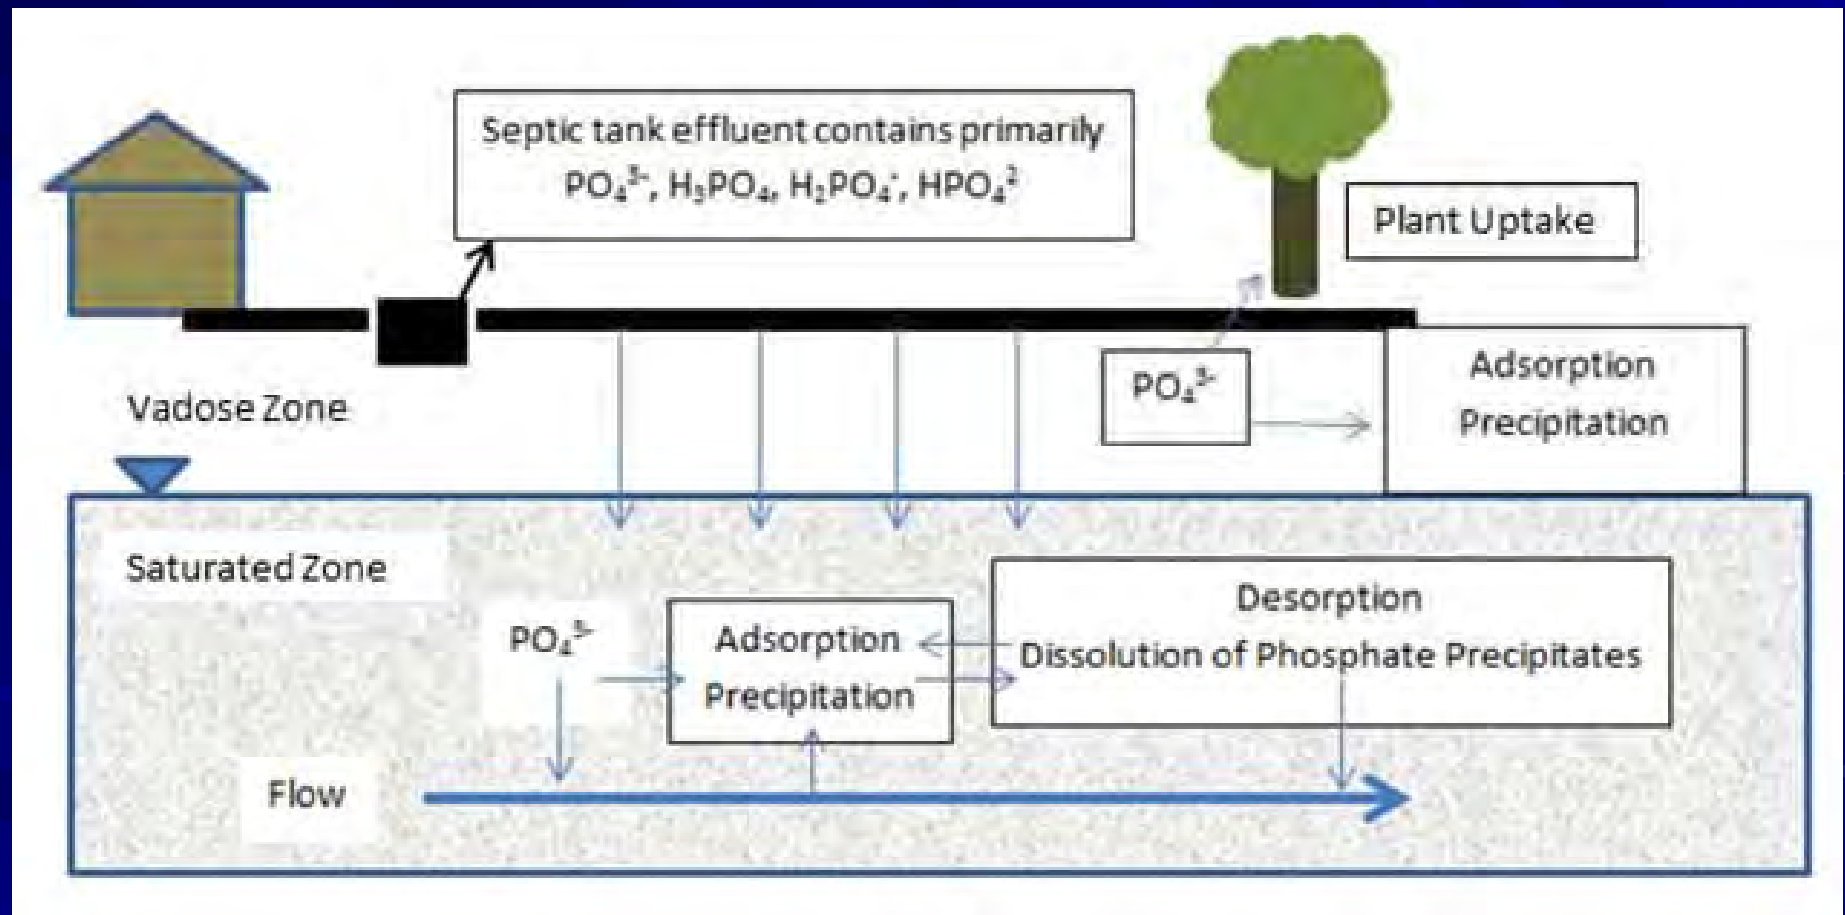 Septic tank effluent contains primarily
PO₄³⁻, H₃PO₄, H₂PO₄⁻, HPO₄²
Plant Uptake
PO₄³⁻
Adsorption
Precipitation
Vadose Zone
Saturated Zone
PO₄³⁻
Adsorption
Precipitation
Desorption
Dissolution of Phosphate Precipitates
Flow